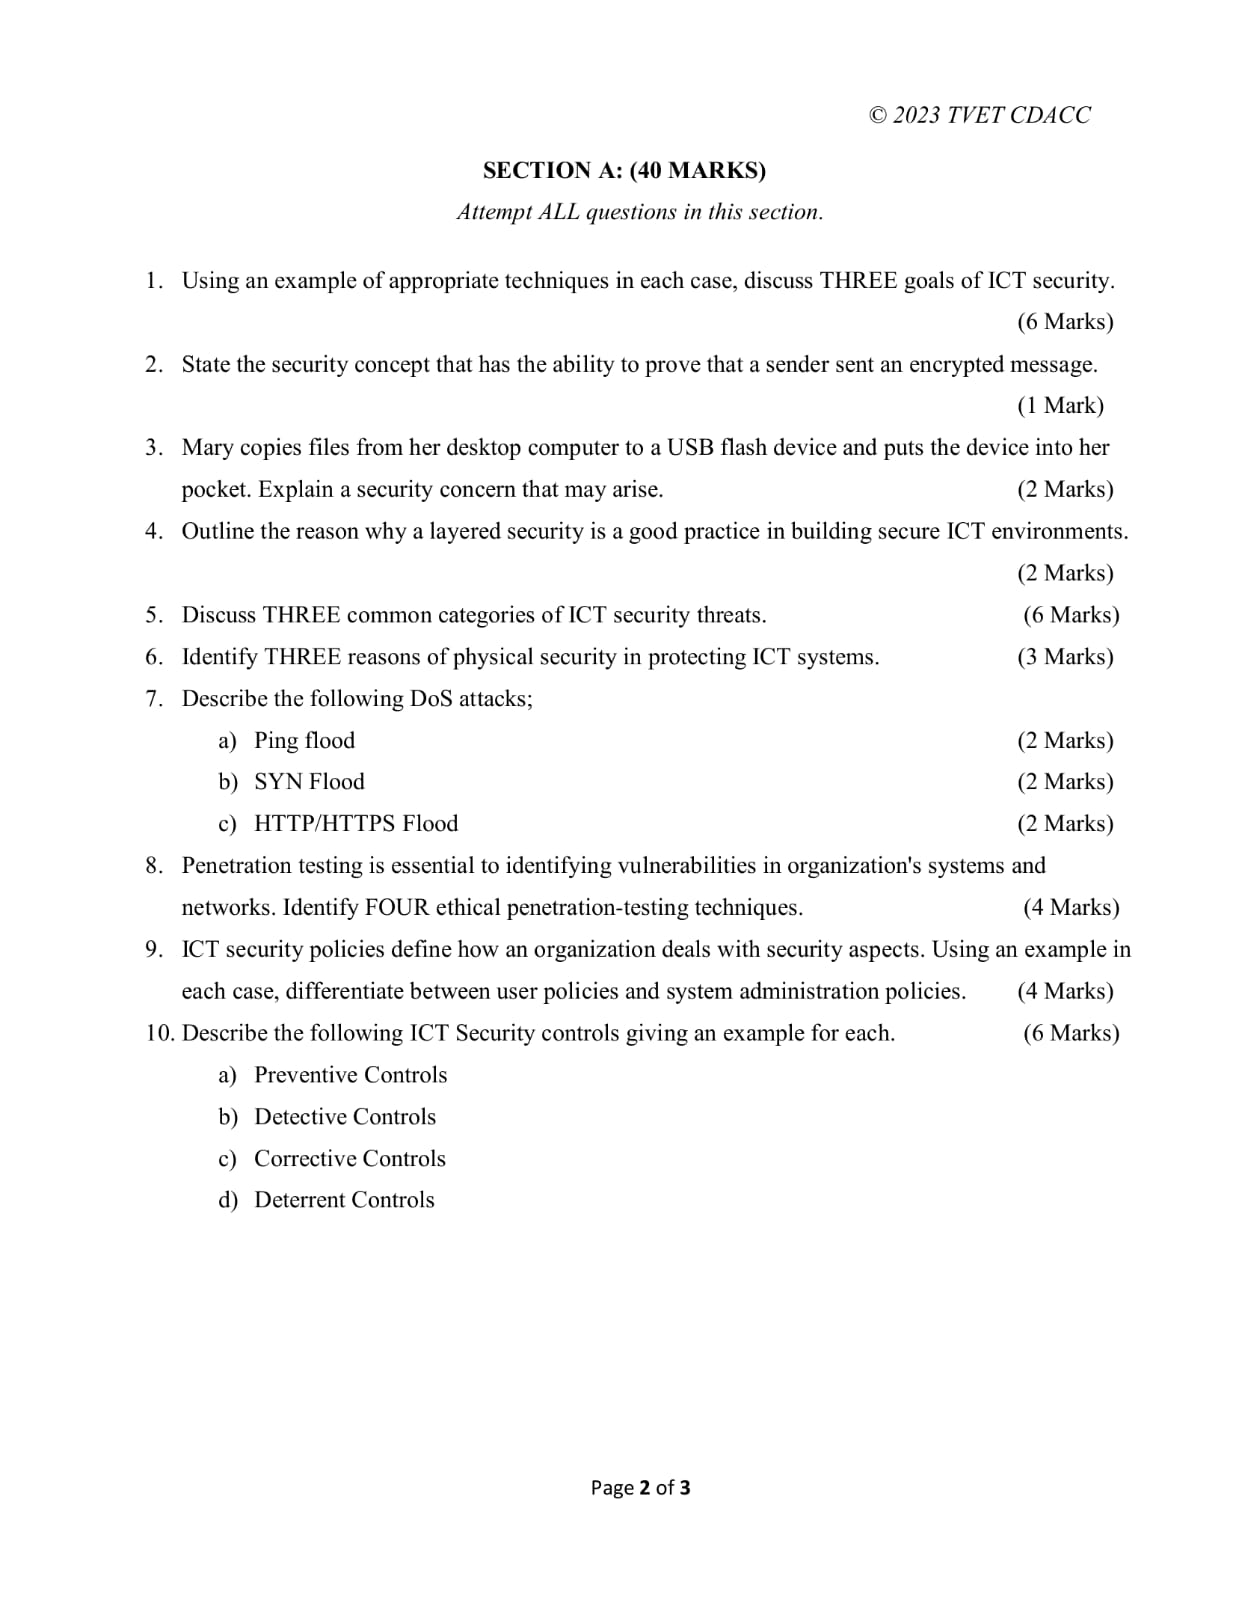 © 2023 TVET CDACC
SECTION A: (40 MARKS)
Attempt ALL questions in this section.
1. Using an example of appropriate techniques in each case, discuss THREE goals of ICT security.
(6 Marks)
2. State the security concept that has the ability to prove that a sender sent an encrypted message.
(1 Mark)
3. Mary copies files from her desktop computer to a USB flash device and puts the device into her
pocket. Explain a security concern that may arise. (2 Marks)
4. Outline the reason why a layered security is a good practice in building secure ICT environments.
(2 Marks)
5. Discuss THREE common categories of ICT security threats. (6 Marks)
6. Identify THREE reasons of physical security in protecting ICT systems. (3 Marks)
7. Describe the following DoS attacks;
a) Ping flood (2 Marks)
b) SYN Flood (2 Marks)
c) HTTP/HTTPS Flood (2 Marks)
8. Penetration testing is essential to identifying vulnerabilities in organization's systems and
networks. Identify FOUR ethical penetration-testing techniques. (4 Marks)
9. ICT security policies define how an organization deals with security aspects. Using an example in
each case, differentiate between user policies and system administration policies. (4 Marks)
10. Describe the following ICT Security controls giving an example for each. (6 Marks)
a) Preventive Controls
b) Detective Controls
c) Corrective Controls
d) Deterrent Controls
Page 2 of 3